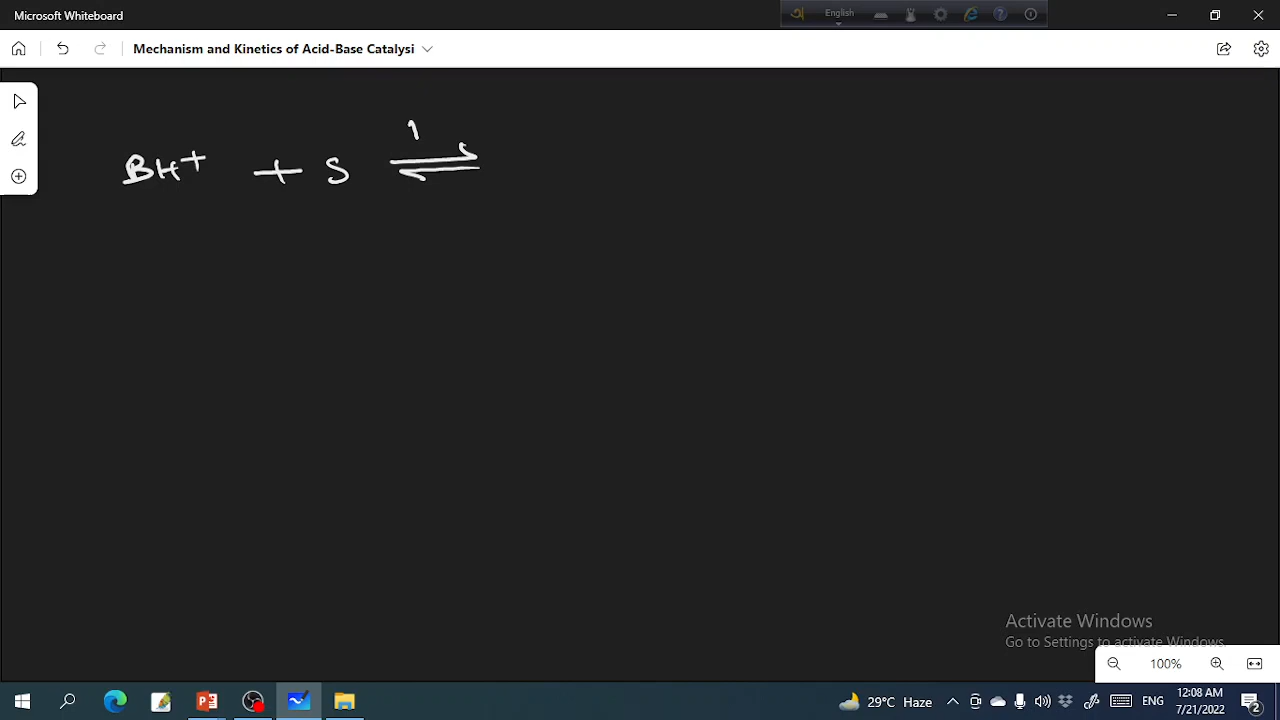 Microsoft Whiteboard
English
Mechanism and Kinetics of Acid-Base Catalysi
1
BH⁺ + S ⇌
Activate Windows
Go to Settings to activate Windows.
100%
29°C Haze
ENG
12:08 AM
7/21/2022
2